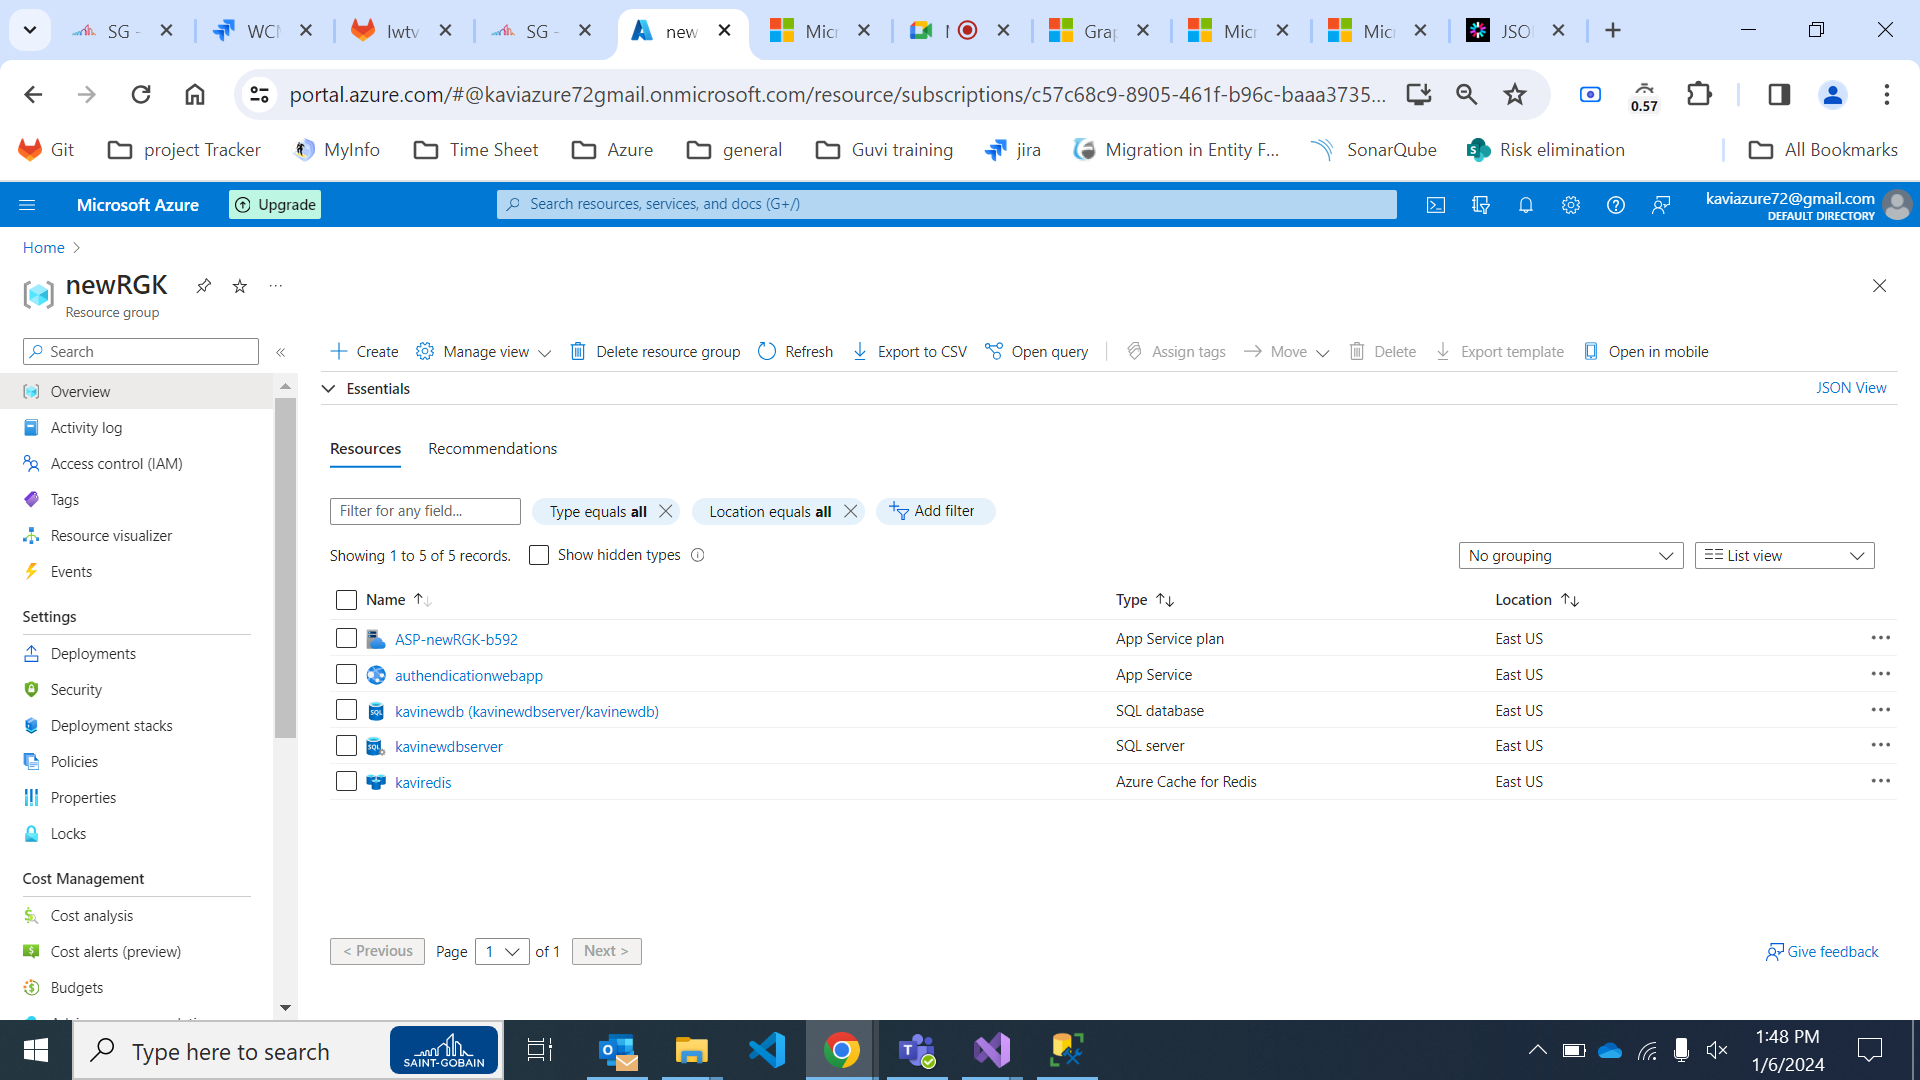 SG -
WCM
lwtv
SG -
new
Micr
Grap
Micr
Micr
JSO
portal.azure.com/#@kaviazure72gmail.onmicrosoft.com/resource/subscriptions/c57c68c9-8905-461f-b96c-baaa3735...
0.57
Git
project Tracker
MyInfo
Time Sheet
Azure
general
Guvi training
jira
Migration in Entity F...
SonarQube
Risk elimination
All Bookmarks
Microsoft Azure
Upgrade
Search resources, services, and docs (G+/)
kaviazure72@gmail.com
DEFAULT DIRECTORY
Home
newRGK
Resource group
Search
Overview
Activity log
Access control (IAM)
Tags
Resource visualizer
Events
Settings
Deployments
Security
Deployment stacks
Policies
Properties
Locks
Cost Management
Cost analysis
Cost alerts (preview)
Budgets
Create
Manage view
Delete resource group
Refresh
Export to CSV
Open query
Assign tags
Move
Delete
Export template
Open in mobile
Essentials
JSON View
Resources
Recommendations
Filter for any field...
Type equals all
Location equals all
Add filter
Showing 1 to 5 of 5 records.
Show hidden types
No grouping
List view
Name Type Location
ASP-newRGK-b592 App Service plan East US
authendicationwebapp App Service East US
kavinewdb (kavinewdbserver/kavinewdb) SQL database East US
kavinewdbserver SQL server East US
kaviredis Azure Cache for Redis East US
< Previous Page 1 of 1 Next >
Give feedback
Type here to search
SAINT-GOBAIN
1:48 PM
1/6/2024